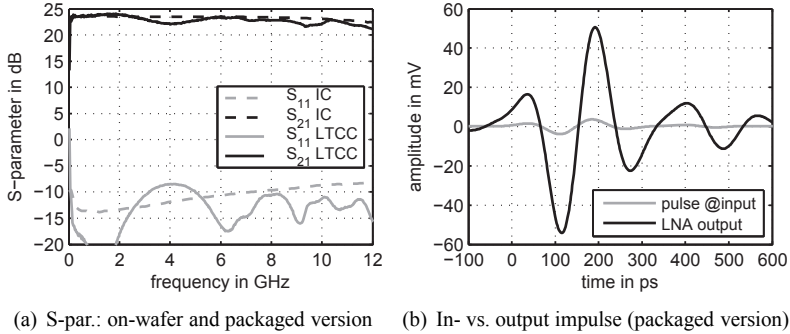 25
20
15
10
5
0
−5
−10
−15
−20
S−parameter in dB
S11 IC
S21 IC
S11 LTCC
S21 LTCC
0 2 4 6 8 10 12
frequency in GHz
(a) S-par.: on-wafer and packaged version
60
40
20
0
−20
−40
−60
amplitude in mV
pulse @input
LNA output
−100 0 100 200 300 400 500 600
time in ps
(b) In- vs. output impulse (packaged version)